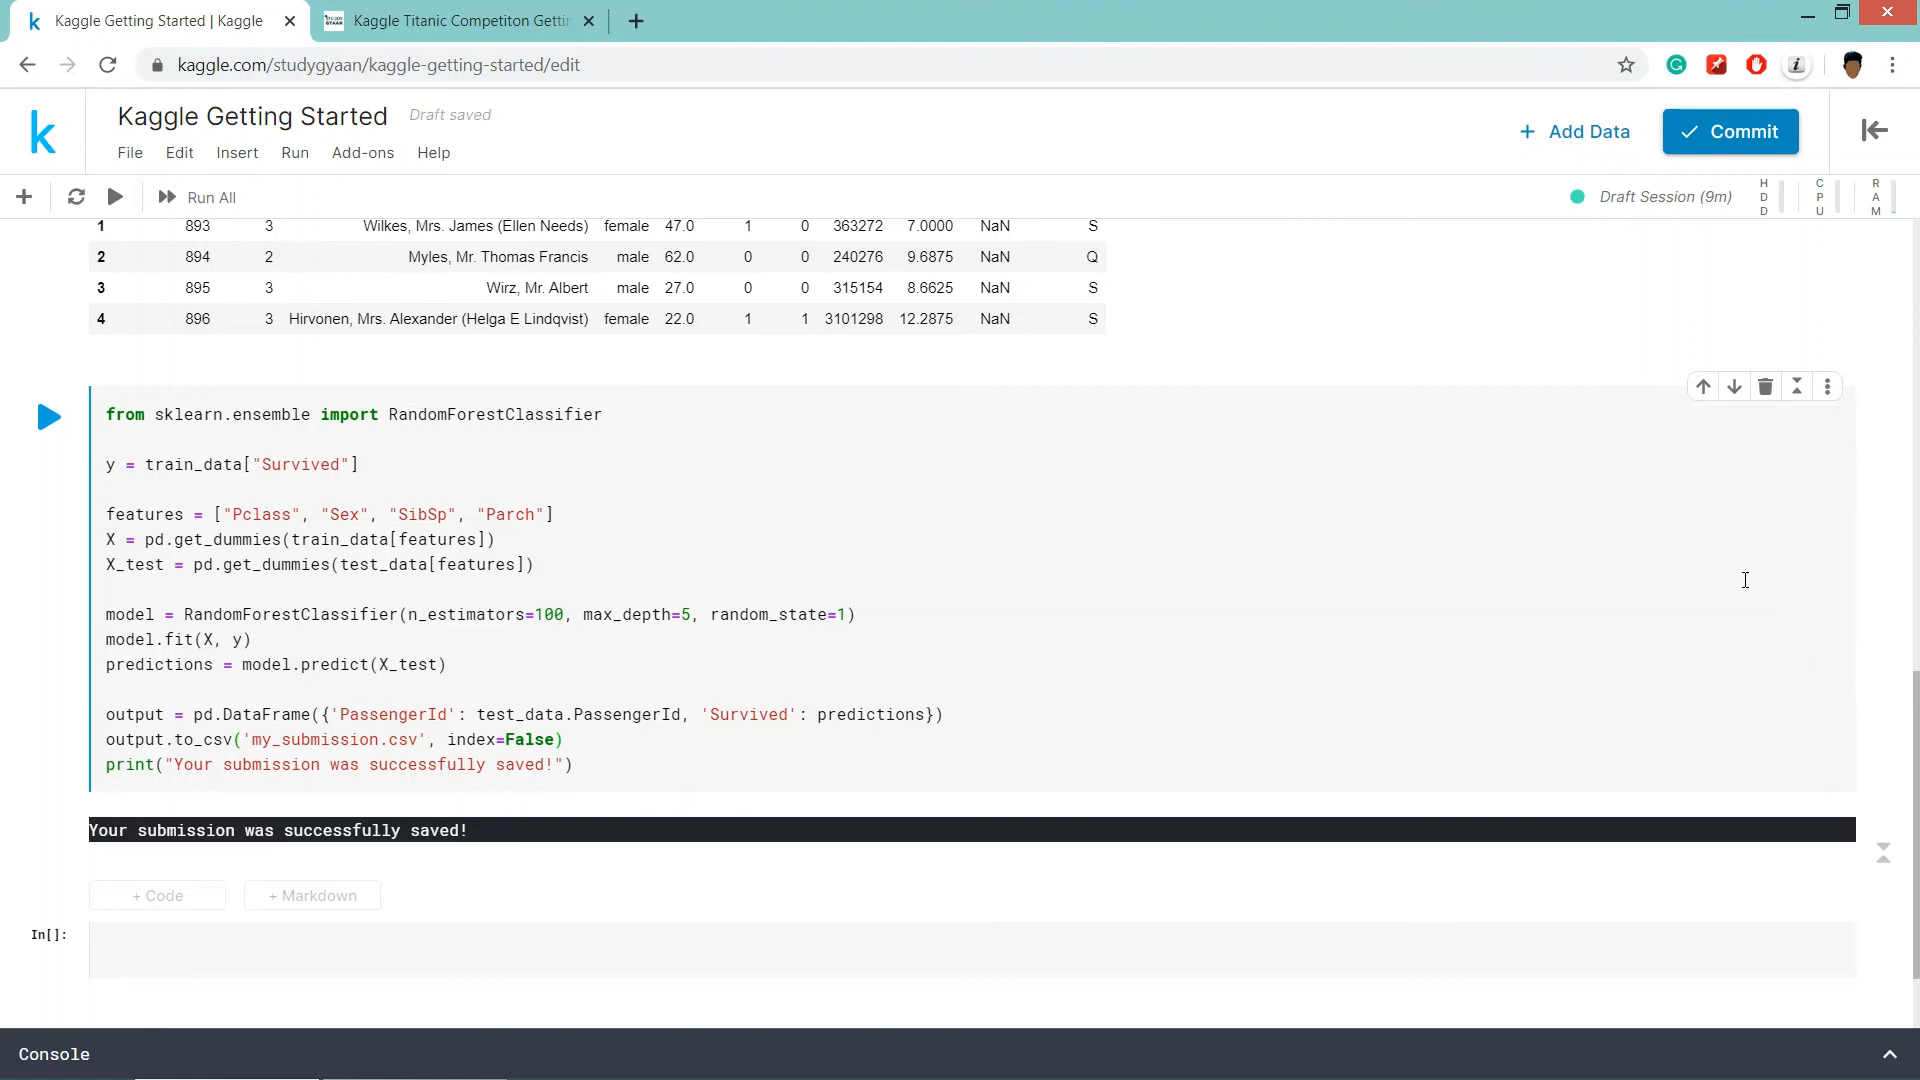 Kaggle Getting Started | Kaggle
Kaggle Titanic Competiton Gettin
kaggle.com/studygyaan/kaggle-getting-started/edit
k
Kaggle Getting Started Draft saved
File Edit Insert Run Add-ons Help
+ Add Data
Commit
Run All
Draft Session (9m)
HDD
CPU
RAM
1 893 3 Wilkes, Mrs. James (Ellen Needs) female 47.0 1 0 363272 7.0000 NaN S
2 894 2 Myles, Mr. Thomas Francis male 62.0 0 0 240276 9.6875 NaN Q
3 895 3 Wirz, Mr. Albert male 27.0 0 0 315154 8.6625 NaN S
4 896 3 Hirvonen, Mrs. Alexander (Helga E Lindqvist) female 22.0 1 1 3101298 12.2875 NaN S
from sklearn.ensemble import RandomForestClassifier
y = train_data["Survived"]
features = ["Pclass", "Sex", "SibSp", "Parch"]
X = pd.get_dummies(train_data[features])
X_test = pd.get_dummies(test_data[features])
model = RandomForestClassifier(n_estimators=100, max_depth=5, random_state=1)
model.fit(X, y)
predictions = model.predict(X_test)
output = pd.DataFrame({'PassengerId': test_data.PassengerId, 'Survived': predictions})
output.to_csv('my_submission.csv', index=False)
print("Your submission was successfully saved!")
Your submission was successfully saved!
+ Code
+ Markdown
In[]:
Console